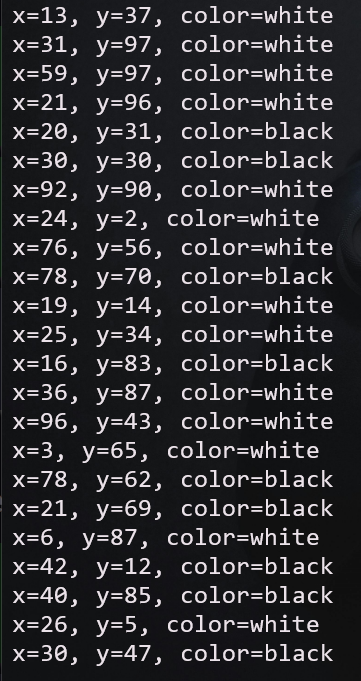 x=13, y=37, color=white
x=31, y=97, color=white
x=59, y=97, color=white
x=21, y=96, color=white
x=20, y=31, color=black
x=30, y=30, color=black
x=92, y=90, color=white
x=24, y=2, color=white
x=76, y=56, color=white
x=78, y=70, color=black
x=19, y=14, color=white
x=25, y=34, color=white
x=16, y=83, color=black
x=36, y=87, color=white
x=96, y=43, color=white
x=3, y=65, color=white
x=78, y=62, color=black
x=21, y=69, color=black
x=6, y=87, color=white
x=42, y=12, color=black
x=40, y=85, color=black
x=26, y=5, color=white
x=30, y=47, color=black